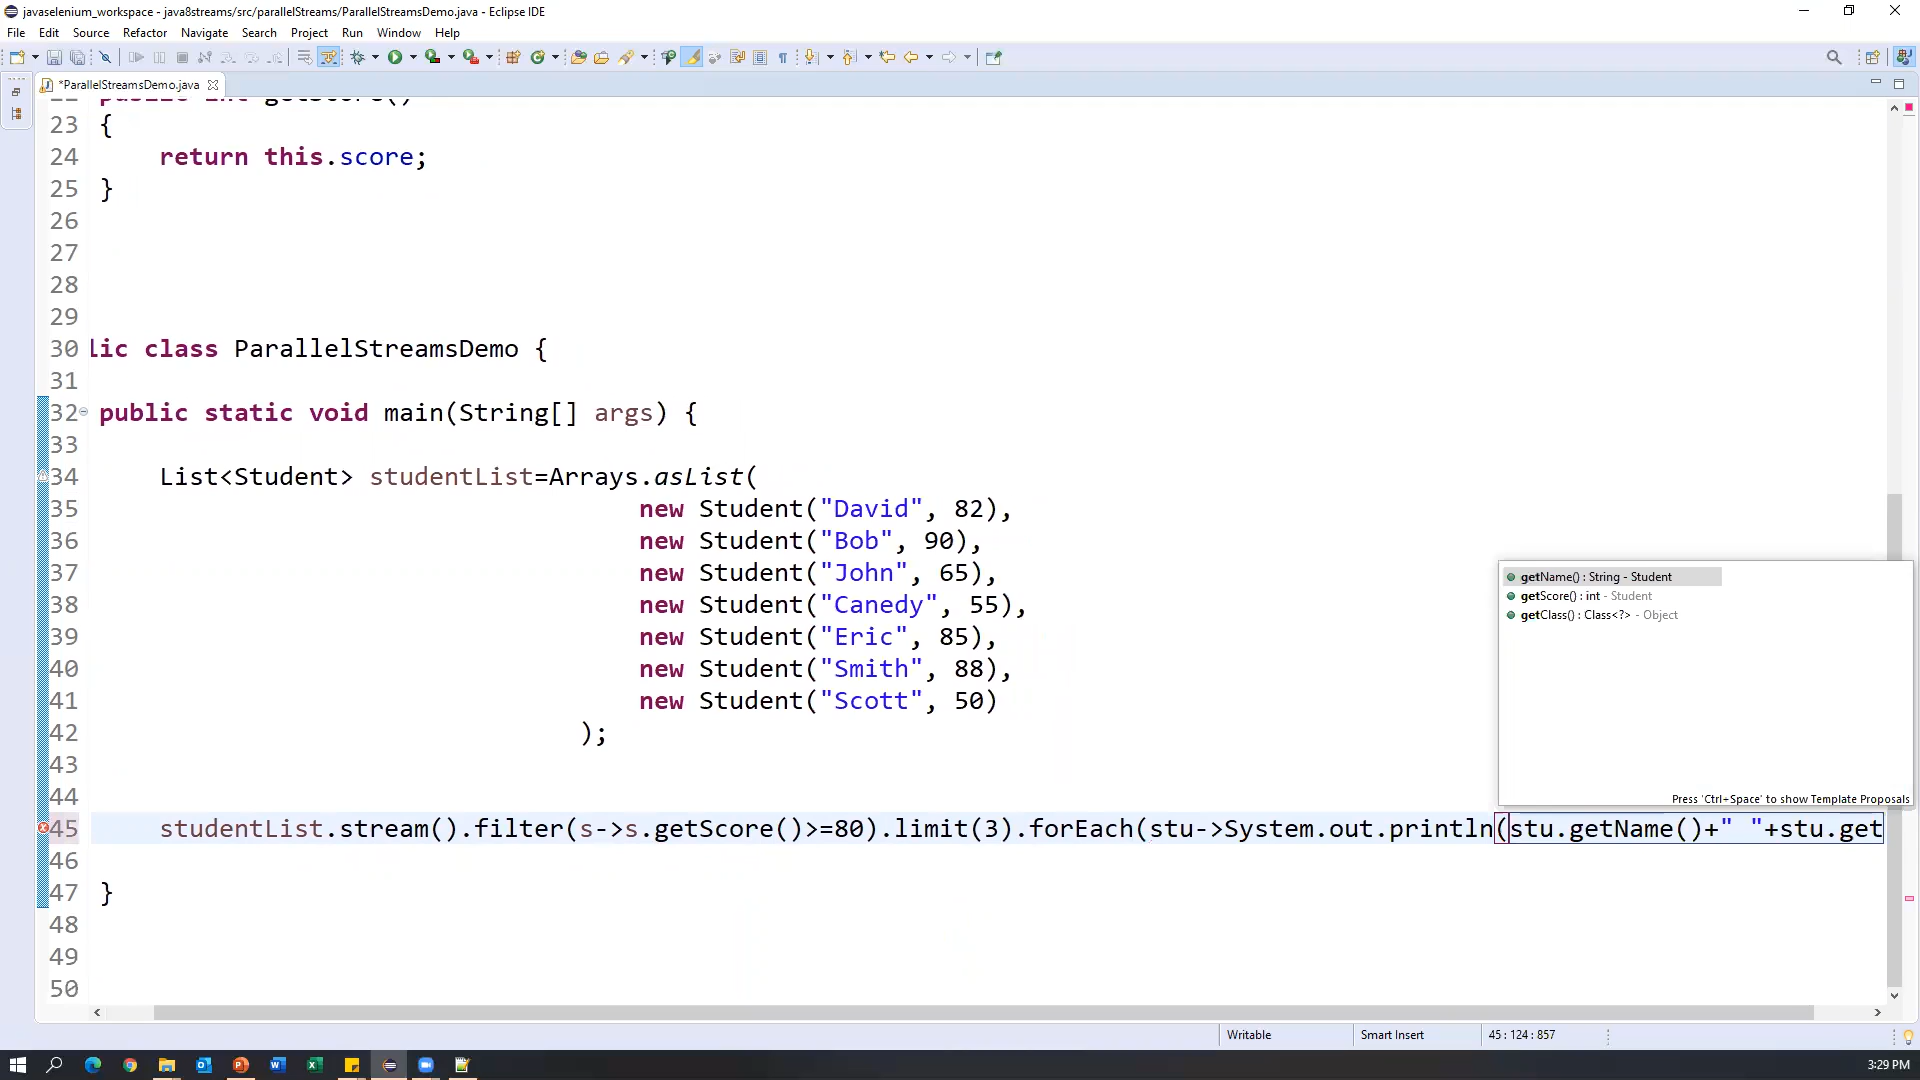 javaselenium_workspace - java8streams/src/parallelStreams/ParallelStreamsDemo.java - Eclipse IDE
File Edit Source Refactor Navigate Search Project Run Window Help
*ParallelStreamsDemo.java
public int getScore()
23 {
24 return this.score;
25 }
26
27
28
29
30 lic class ParallelStreamsDemo {
31
32 public static void main(String[] args) {
33
34 List<Student> studentList=Arrays.asList(
35 new Student("David", 82),
36 new Student("Bob", 90),
37 new Student("John", 65),
38 new Student("Canedy", 55),
39 new Student("Eric", 85),
40 new Student("Smith", 88),
41 new Student("Scott", 50)
42 );
43
44
getName() : String - Student
getScore() : int - Student
getClass() : Class<?> - Object
Press 'Ctrl+Space' to show Template Proposals
45 studentList.stream().filter(s->s.getScore()>=80).limit(3).forEach(stu->System.out.println(stu.getName()+" "+stu.get
46
47 }
48
49
50
Writable Smart Insert 45 : 124 : 857
3:29 PM